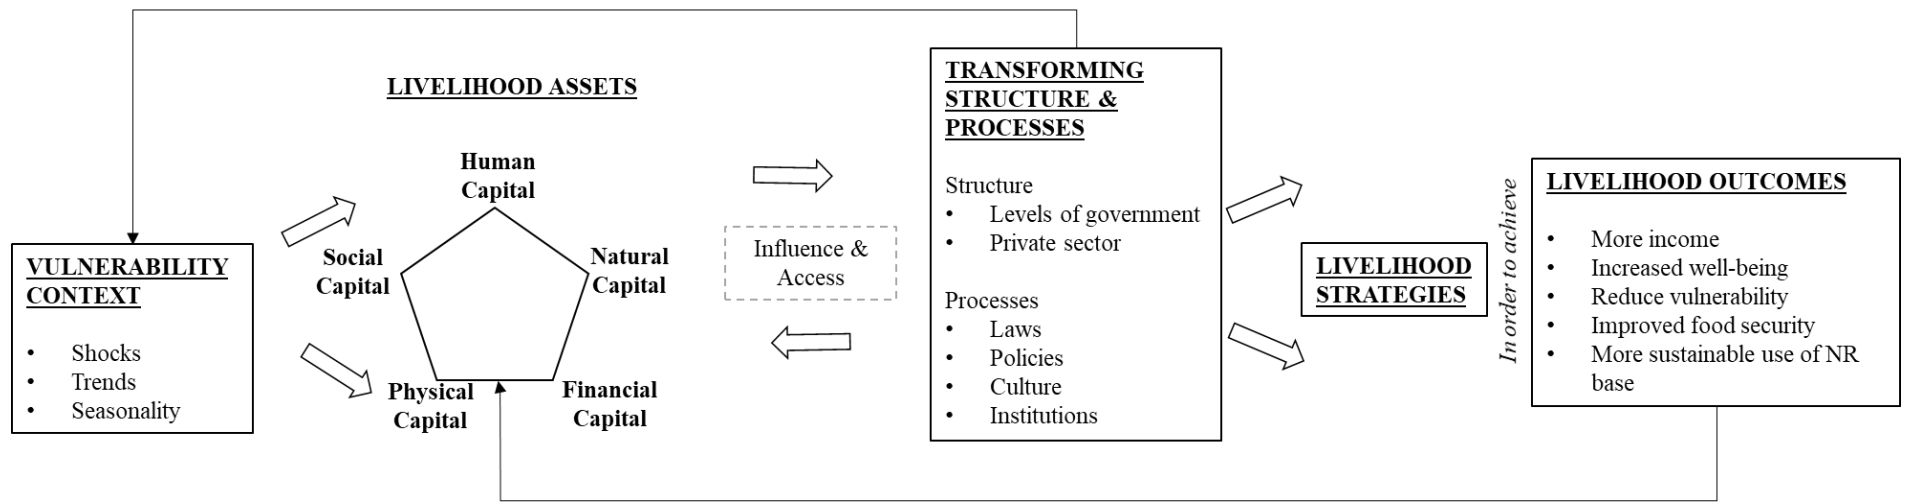 VULNERABILITY
CONTEXT
• Shocks
• Trends
• Seasonality
LIVELIHOOD ASSETS
Human
Capital
Social
Capital
Natural
Capital
Physical
Capital
Financial
Capital
Influence &
Access
TRANSFORMING
STRUCTURE &
PROCESSES
Structure
• Levels of government
• Private sector
Processes
• Laws
• Policies
• Culture
• Institutions
LIVELIHOOD
STRATEGIES
In order to achieve
LIVELIHOOD OUTCOMES
• More income
• Increased well-being
• Reduce vulnerability
• Improved food security
• More sustainable use of NR
base